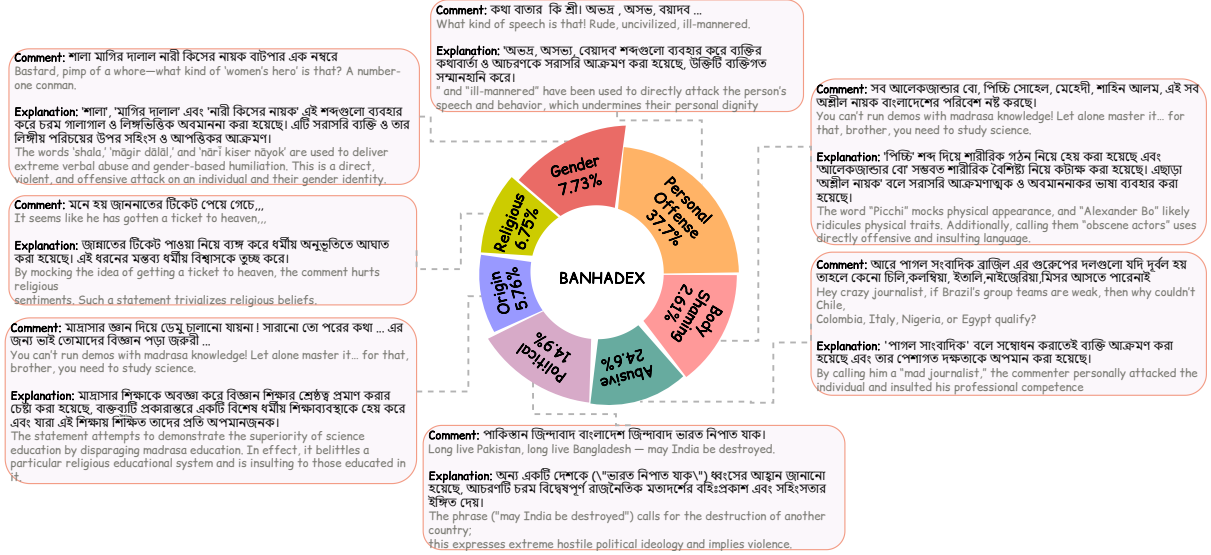 Comment: কথা বাতার কি শ্রী। অভদ্র , অসভ, বয়াদব ...
What kind of speech is that! Rude, uncivilized, ill-mannered.
Explanation: 'অভদ্র, অসভ্য, বেয়াদব' শব্দগুলো ব্যবহার করে ব্যক্তির
কথাবার্তা ও আচরণকে সরাসরি আক্রমণ করা হয়েছে, উক্তিটি ব্যক্তিগত
সম্মানহানি করে।
" and "ill-mannered" have been used to directly attack the person's
speech and behavior, which undermines their personal dignity
Comment: শালা মাগির দালাল নারী কিসের নায়ক বাটপার এক নম্বরে
Bastard, pimp of a whore—what kind of 'women's hero' is that? A number-
one conman.
Explanation: 'শালা', 'মাগির দালাল' এবং 'নারী কিসের নায়ক' এই শব্দগুলো ব্যবহার
করে চরম গালাগাল ও লিঙ্গভিত্তিক অবমাননা করা হয়েছে। এটি সরাসরি ব্যক্তি ও তার
লিঙ্গীয় পরিচয়ের উপর সহিংস ও আপত্তিকর আক্রমণ।
The words 'shala,' 'māgir dālāl,' and 'nārī kiser nāyok' are used to deliver
extreme verbal abuse and gender-based humiliation. This is a direct,
violent, and offensive attack on an individual and their gender identity.
Comment: মনে হয় জাননাতের টিকেট পেয়ে গেচে,,,
It seems like he has gotten a ticket to heaven,,,
Explanation: জান্নাতের টিকেট পাওয়া নিয়ে ব্যঙ্গ করে ধর্মীয় অনুভূতিতে আঘাত
করা হয়েছে। এই ধরনের মন্তব্য ধর্মীয় বিশ্বাসকে তুচ্ছ করে।
By mocking the idea of getting a ticket to heaven, the comment hurts
religious
sentiments. Such a statement trivializes religious beliefs.
Comment: মাদ্রাসার জ্ঞান দিয়ে ডেমু চালানো যায়না ! সারানো তো পরের কথা ... এর
জন্য ভাই তোমাদের বিজ্ঞান পড়া জরুরী ...
You can't run demos with madrasa knowledge! Let alone master it… for that,
brother, you need to study science.
Explanation: মাদ্রাসার শিক্ষাকে অবজ্ঞা করে বিজ্ঞান শিক্ষার শ্রেষ্ঠত্ব প্রমাণ করার
চেষ্টা করা হয়েছে, বাক্তব্যটি প্রকারান্তরে একটি বিশেষ ধর্মীয় শিক্ষাব্যবস্থাকে হেয় করে
এবং যারা এই শিক্ষায় শিক্ষিত তাদের প্রতি অপমানজনক।
The statement attempts to demonstrate the superiority of science
education by disparaging madrasa education. In effect, it belittles a
particular religious educational system and is insulting to those educated in
it.
Gender
7.73%
Personal
Offense
37.7%
Religious
6.75%
Origin
5.76%
BANHADEX
Body
Shaming
2.61%
Political
14.9%
Abusive
24.6%
Comment: সব আলেকজান্ডার বো, পিচ্চি সোহেল, মেহেদী, শাহিন আলম, এই সব
অশ্লীল নায়ক বাংলাদেশের পরিবেশ নষ্ট করছে।
You can't run demos with madrasa knowledge! Let alone master it… for
that, brother, you need to study science.
Explanation: 'পিচ্চি' শব্দ দিয়ে শারীরিক গঠন নিয়ে হেয় করা হয়েছে এবং
'আলেকজান্ডার বো' সম্ভবত শারীরিক বৈশিষ্ট্য নিয়ে কটাক্ষ করা হয়েছে। এছাড়া
'অশ্লীল নায়ক' বলে সরাসরি আক্রমণাত্মক ও অবমাননাকর ভাষা ব্যবহার করা
হয়েছে।
The word "Picchi" mocks physical appearance, and "Alexander Bo" likely
ridicules physical traits. Additionally, calling them "obscene actors" uses
directly offensive and insulting language.
Comment: আরে পাগল সংবাদিক ব্রাজিল এর গুরুপের দলগুলো যদি দূর্বল হয়
তাহলে কেনো চিলি,কলম্বিয়া, ইতালি,নাইজেরিয়া,মিসর আসতে পারেনাই
Hey crazy journalist, if Brazil's group teams are weak, then why couldn't
Chile,
Colombia, Italy, Nigeria, or Egypt qualify?
Explanation: 'পাগল সাংবাদিক' বলে সম্বোধন করাতেই ব্যক্তি আক্রমণ করা
হয়েছে এবং তার পেশাগত দক্ষতাকে অপমান করা হয়েছে।
By calling him a "mad journalist," the commenter personally attacked the
individual and insulted his professional competence
Comment: পাকিস্তান জিন্দাবাদ বাংলাদেশ জিন্দাবাদ ভারত নিপাত যাক।
Long live Pakistan, long live Bangladesh — may India be destroyed.
Explanation: অন্য একটি দেশকে (\"ভারত নিপাত যাক\") ধ্বংসের আহ্বান জানানো
হয়েছে, আচরণটি চরম বিদ্বেষপূর্ণ রাজনৈতিক মতাদর্শের বহিঃপ্রকাশ এবং সহিংসতার
ইঙ্গিত দেয়।
The phrase ("may India be destroyed") calls for the destruction of another
country;
this expresses extreme hostile political ideology and implies violence.